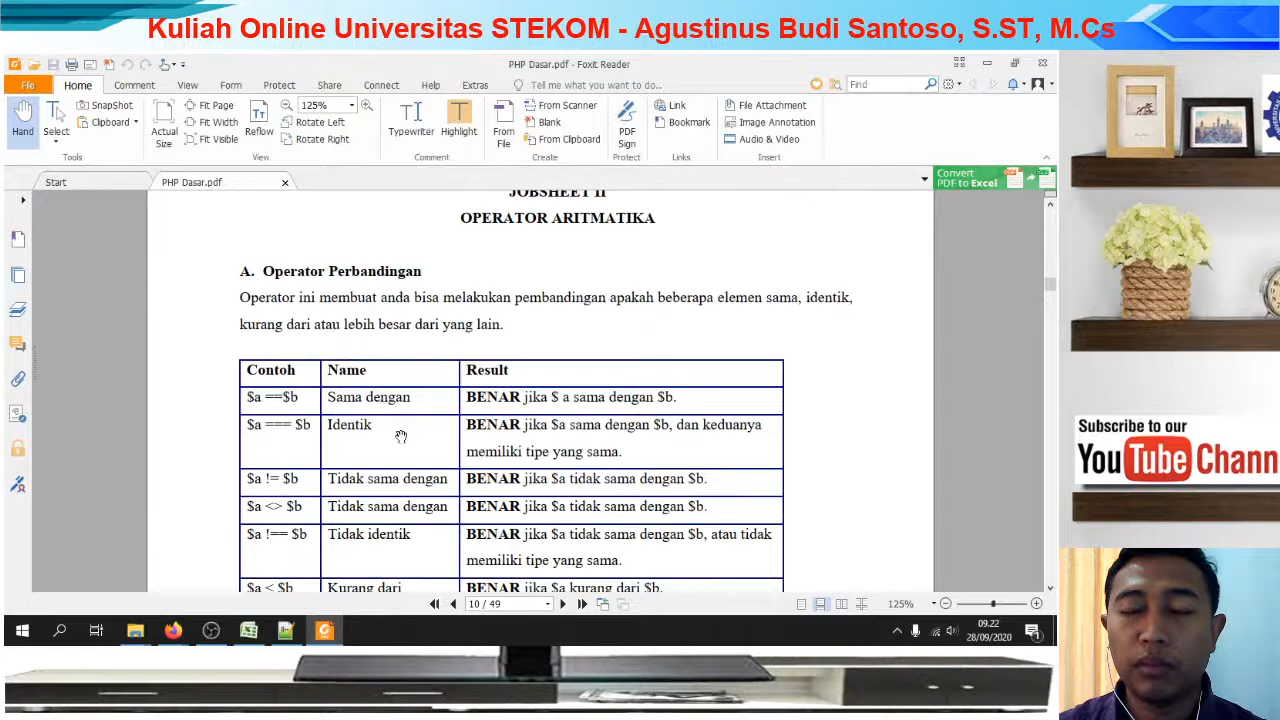 Kuliah Online Universitas STEKOM - Agustinus Budi Santoso, S.ST, M.Cs
PHP Dasar.pdf - Foxit Reader
File Home Comment View Form Protect Share Connect Help Extras Tell me what you want to do.. Find
Hand
Select
SnapShot
Clipboard
Actual Size
Fit Page
Fit Width
Fit Visible
Reflow
125%
Rotate Left
Rotate Right
Typewriter
Highlight
From File
From Scanner
Blank
From Clipboard
PDF Sign
Link
Bookmark
File Attachment
Image Annotation
Audio & Video
Tools View Comment Create Protect Links Insert
Start PHP Dasar.pdf
Convert
PDF to Excel
JOBSHEET II
OPERATOR ARITMATIKA
A. Operator Perbandingan
Operator ini membuat anda bisa melakukan pembandingan apakah beberapa elemen sama, identik,
kurang dari atau lebih besar dari yang lain.
Contoh Name Result
$a ==$b Sama dengan BENAR jika $ a sama dengan $b.
$a === $b Identik BENAR jika $a sama dengan $b, dan keduanya
memiliki tipe yang sama.
$a != $b Tidak sama dengan BENAR jika $a tidak sama dengan $b.
$a <> $b Tidak sama dengan BENAR jika $a tidak sama dengan $b.
$a !== $b Tidak identik BENAR jika $a tidak sama dengan $b, atau tidak
memiliki tipe yang sama.
$a < $b Kurang dari BENAR jika $a kurang dari $b.
10 / 49
125%
09.22
28/09/2020
Subscribe to our
YouTube Chann